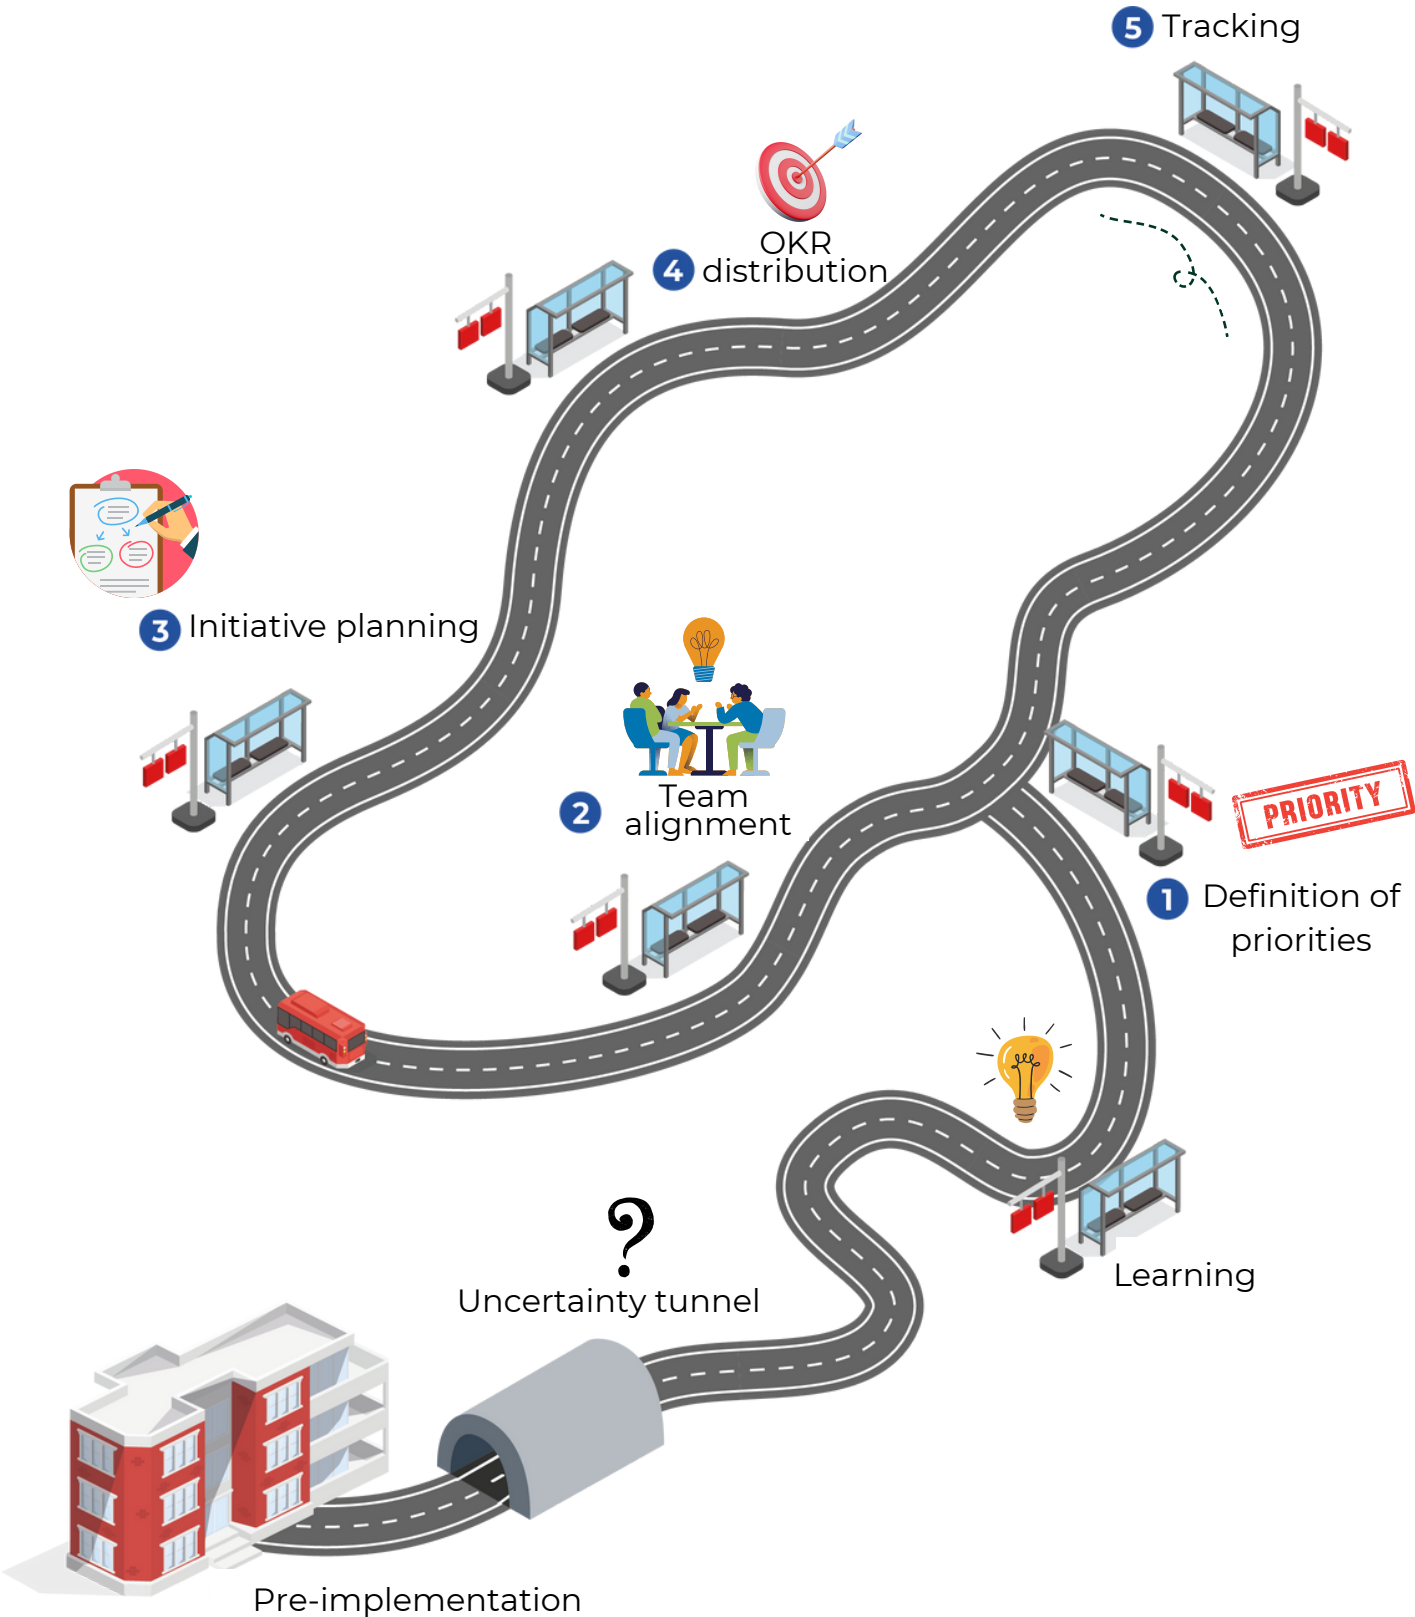 5 Tracking
OKR
4 distribution
3 Initiative planning
Team
2 alignment
PRIORITY
1 Definition of
priorities
Learning
?
Uncertainty tunnel
Pre-implementation